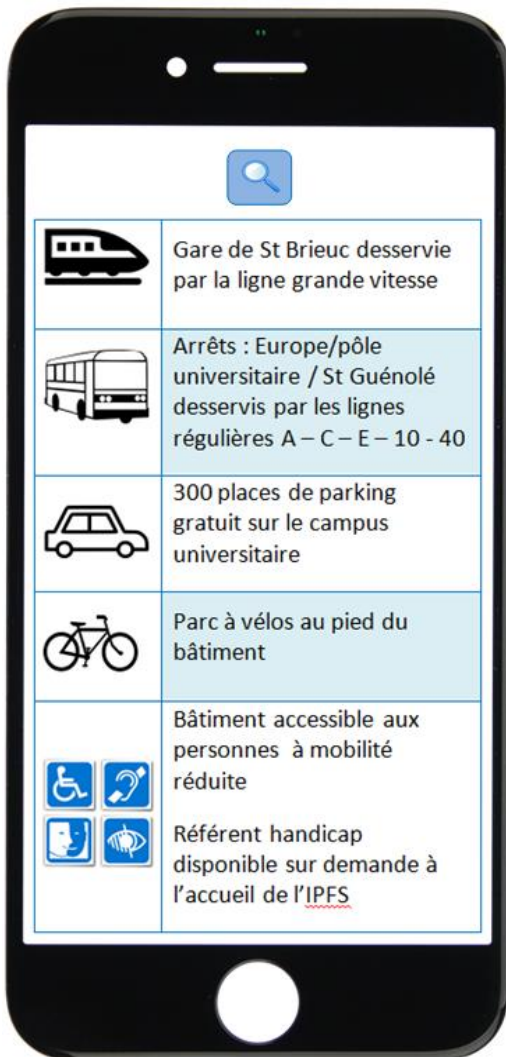 Gare de St Brieuc desservie
par la ligne grande vitesse
Arrêts : Europe/pôle
universitaire / St Guénolé
desservis par les lignes
régulières A – C – E – 10 - 40
300 places de parking
gratuit sur le campus
universitaire
Parc à vélos au pied du
bâtiment
Bâtiment accessible aux
personnes à mobilité
réduite
Référent handicap
disponible sur demande à
l’accueil de l’IPFS